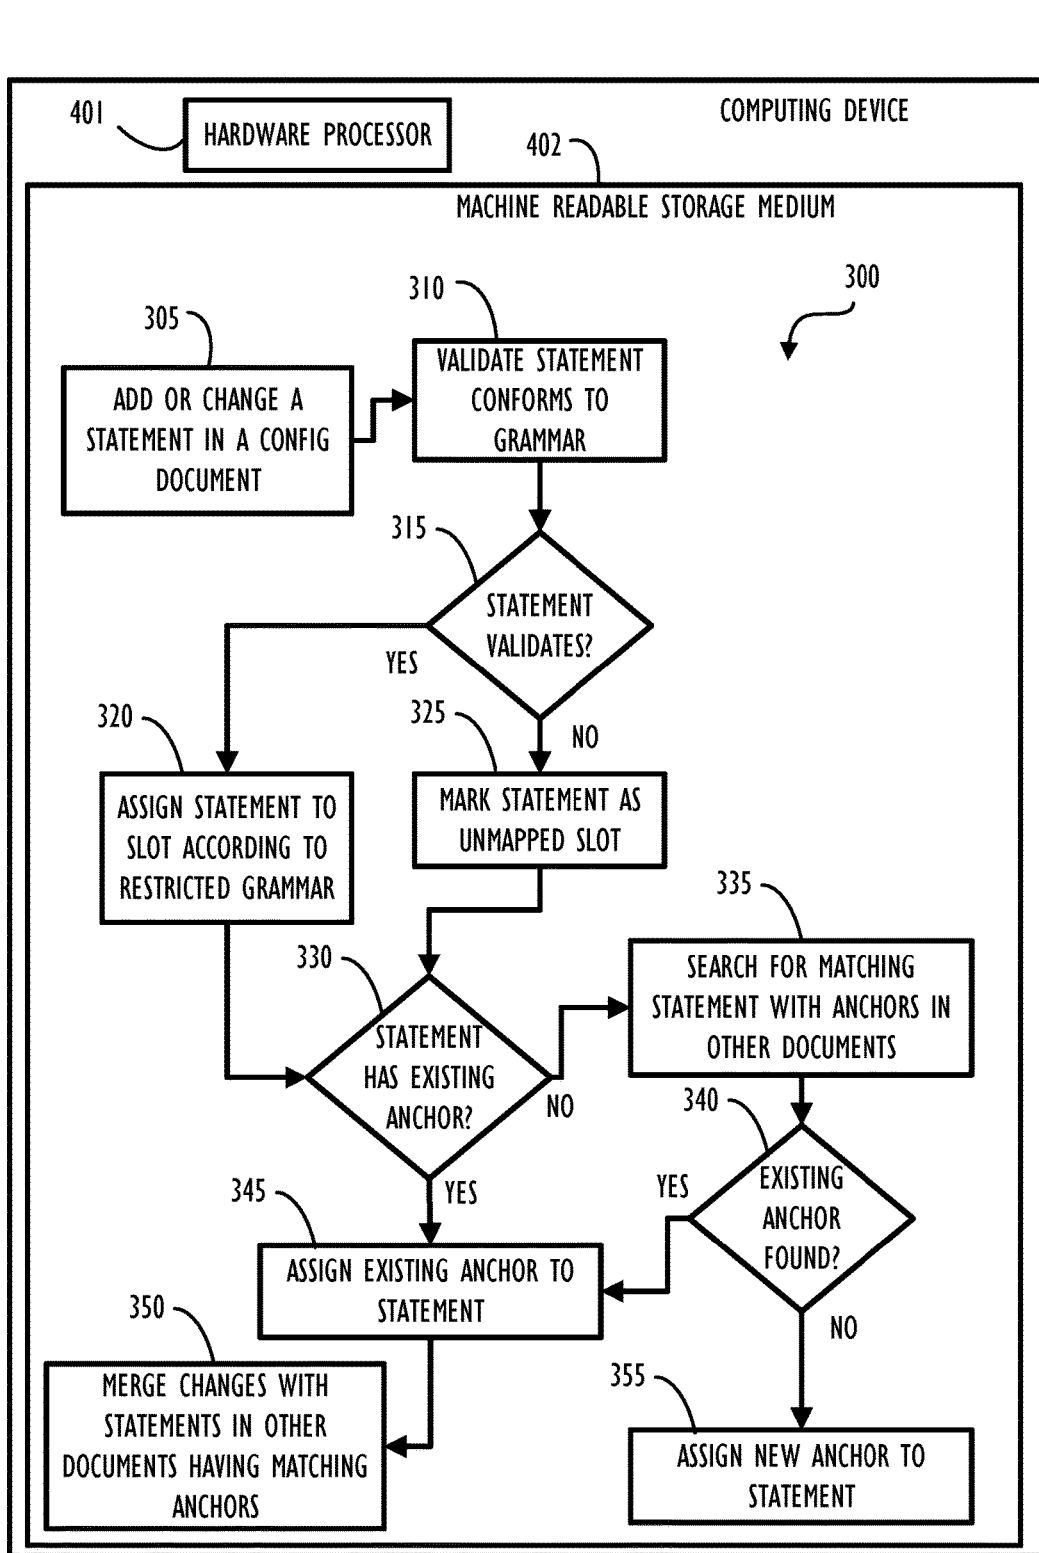 401
HARDWARE PROCESSOR
COMPUTING DEVICE
402
MACHINE READABLE STORAGE MEDIUM
300
305
ADD OR CHANGE A
STATEMENT IN A CONFIG
DOCUMENT
310
VALIDATE STATEMENT
CONFORMS TO
GRAMMAR
315
STATEMENT
VALIDATES?
YES
NO
320
ASSIGN STATEMENT TO
SLOT ACCORDING TO
RESTRICTED GRAMMAR
325
MARK STATEMENT AS
UNMAPPED SLOT
330
STATEMENT
HAS EXISTING
ANCHOR?
NO
YES
335
SEARCH FOR MATCHING
STATEMENT WITH ANCHORS IN
OTHER DOCUMENTS
340
EXISTING
ANCHOR
FOUND?
YES
NO
345
ASSIGN EXISTING ANCHOR TO
STATEMENT
350
MERGE CHANGES WITH
STATEMENTS IN OTHER
DOCUMENTS HAVING MATCHING
ANCHORS
355
ASSIGN NEW ANCHOR TO
STATEMENT